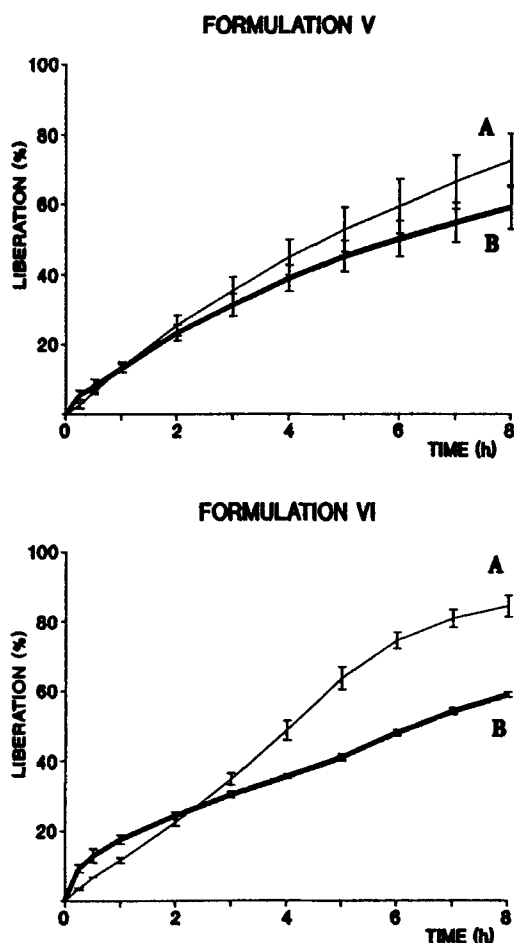 FORMULATION V
100
80
60
40
20
LIBERATION (%)
A
B
0 2 4 6 8
TIME (h)
FORMULATION VI
100
80
60
40
20
LIBERATION (%)
A
B
0 2 4 6 8
TIME (h)